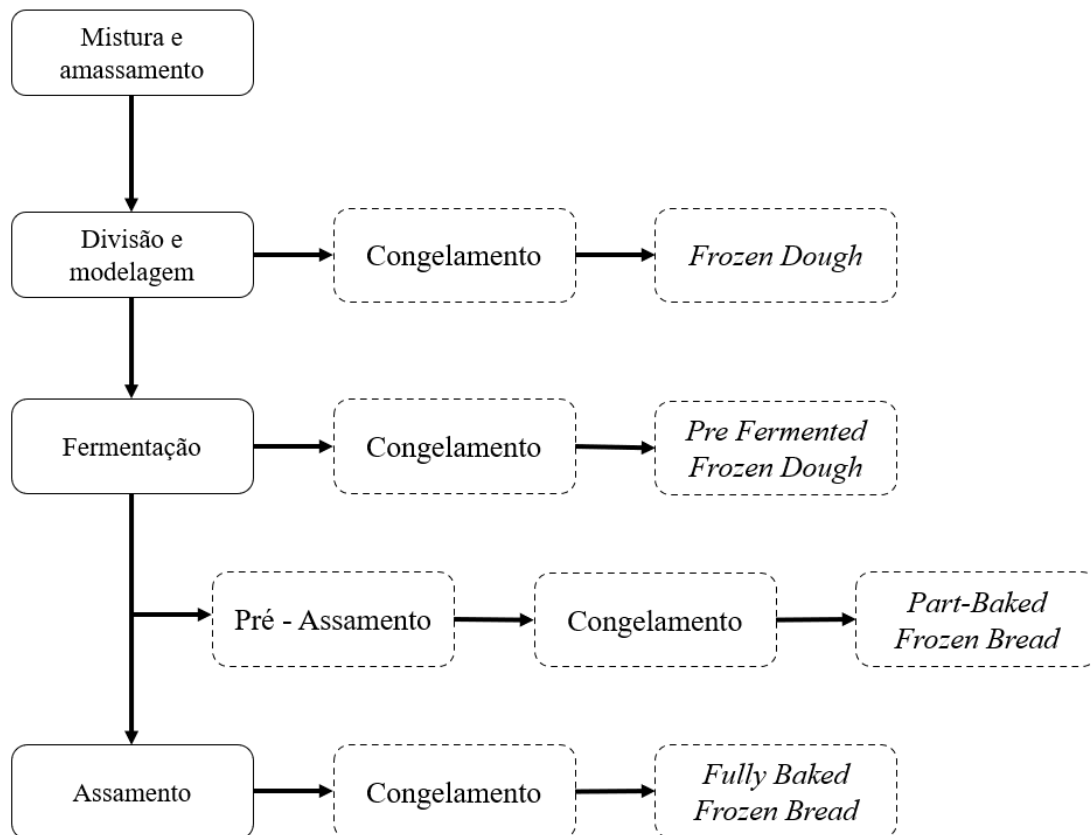 Mistura e
amassamento
Divisão e
modelagem
Congelamento
Frozen Dough
Fermentação
Congelamento
Pre Fermented
Frozen Dough
Pré - Assamento
Congelamento
Part-Baked
Frozen Bread
Assamento
Congelamento
Fully Baked
Frozen Bread